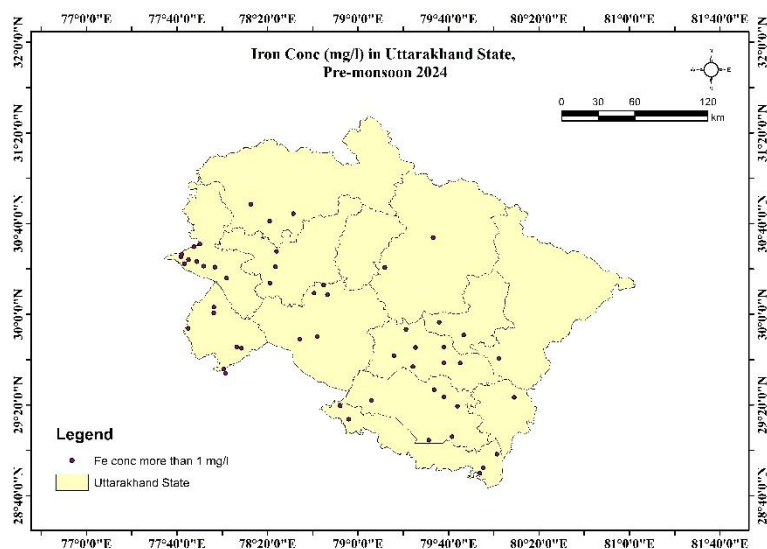 77°0'0"E 77°40'0"E 78°20'0"E 79°0'0"E 79°40'0"E 80°20'0"E 81°0'0"E 81°40'0"E
Iron Conc (mg/l) in Uttarakhand State,
Pre-monsoon 2024
N
W E
S
0 30 60 120
km
32°0'0"N 32°0'0"N
31°20'0"N 31°20'0"N
30°40'0"N 30°40'0"N
30°0'0"N 30°0'0"N
29°20'0"N 29°20'0"N
28°40'0"N 28°40'0"N
Legend
Fe conc more than 1 mg/l
Uttarakhand State
77°0'0"E 77°40'0"E 78°20'0"E 79°0'0"E 79°40'0"E 80°20'0"E 81°0'0"E 81°40'0"E